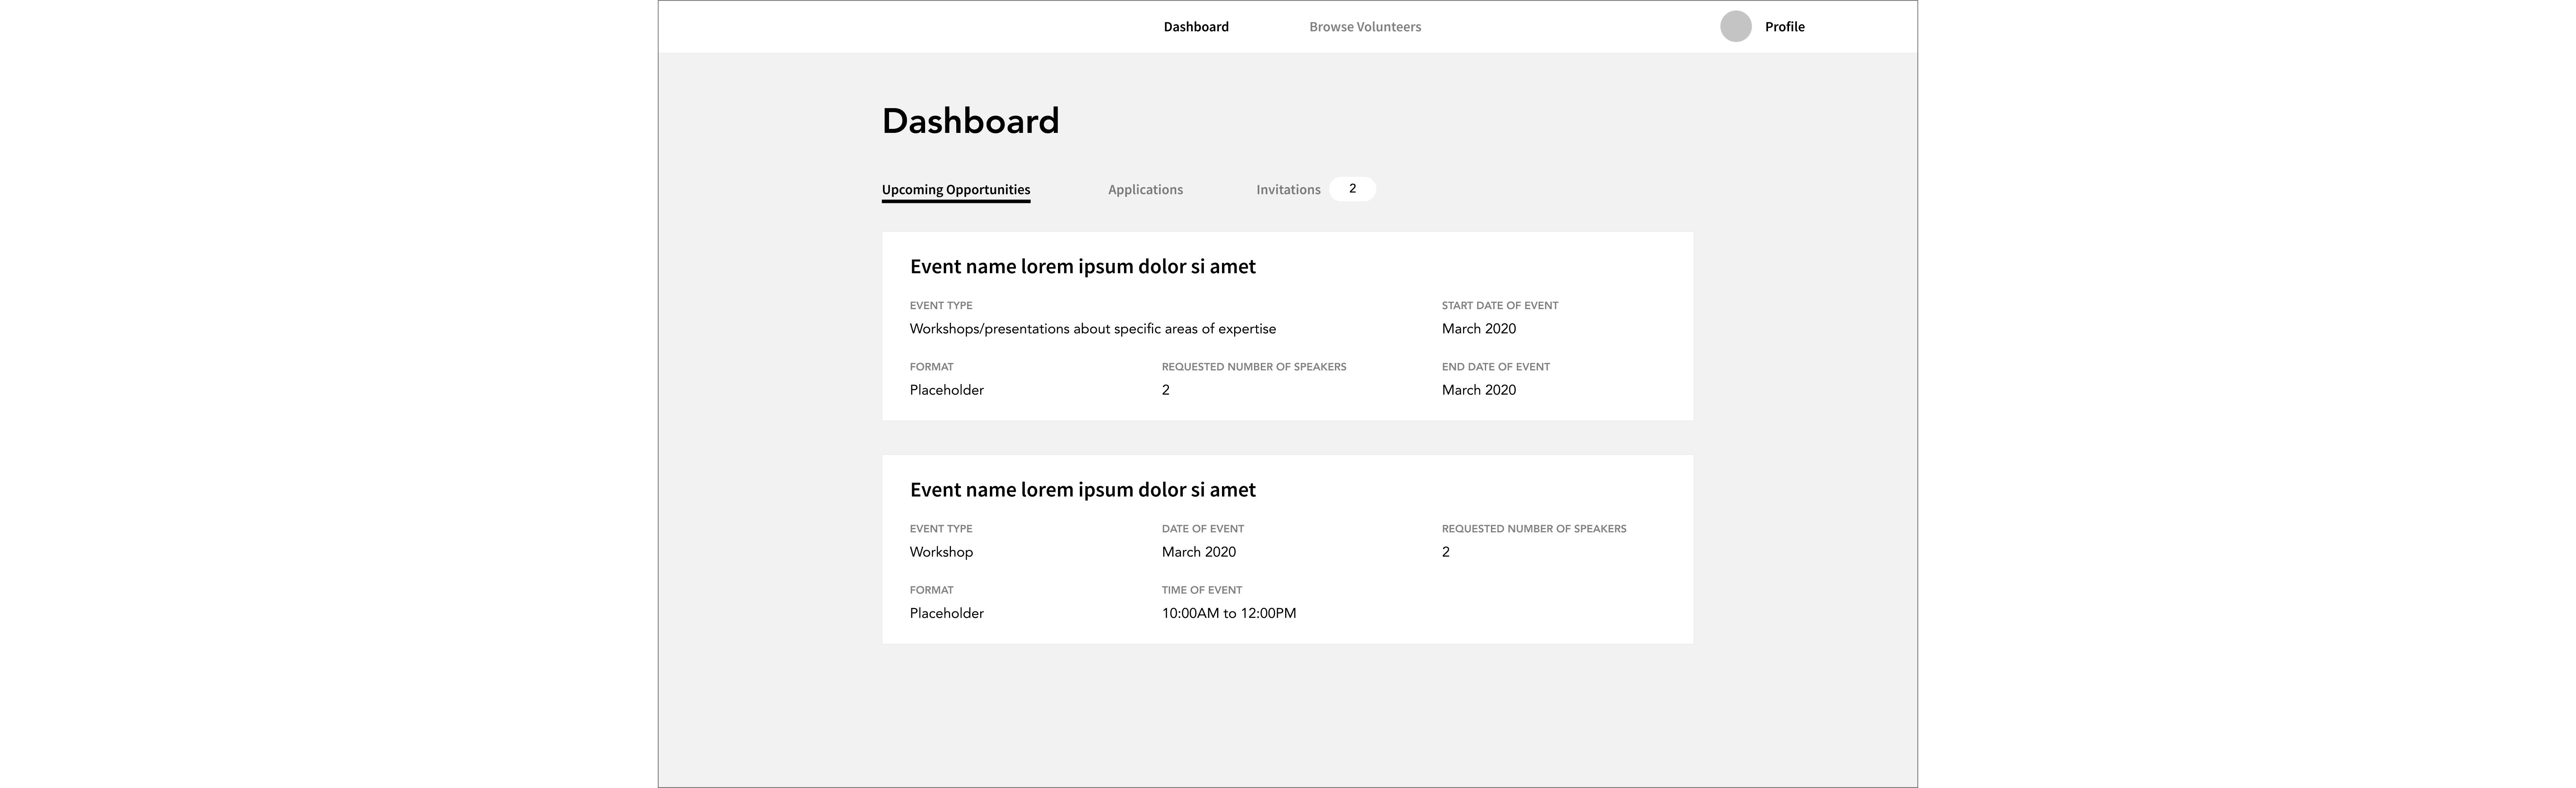 Dashboard Browse Volunteers Profile
Dashboard
Upcoming Opportunities Applications Invitations 2
Event name lorem ipsum dolor si amet
EVENT TYPE START DATE OF EVENT
Workshops/presentations about specific areas of expertise March 2020
FORMAT REQUESTED NUMBER OF SPEAKERS END DATE OF EVENT
Placeholder 2 March 2020
Event name lorem ipsum dolor si amet
EVENT TYPE DATE OF EVENT REQUESTED NUMBER OF SPEAKERS
Workshop March 2020 2
FORMAT TIME OF EVENT
Placeholder 10:00AM to 12:00PM